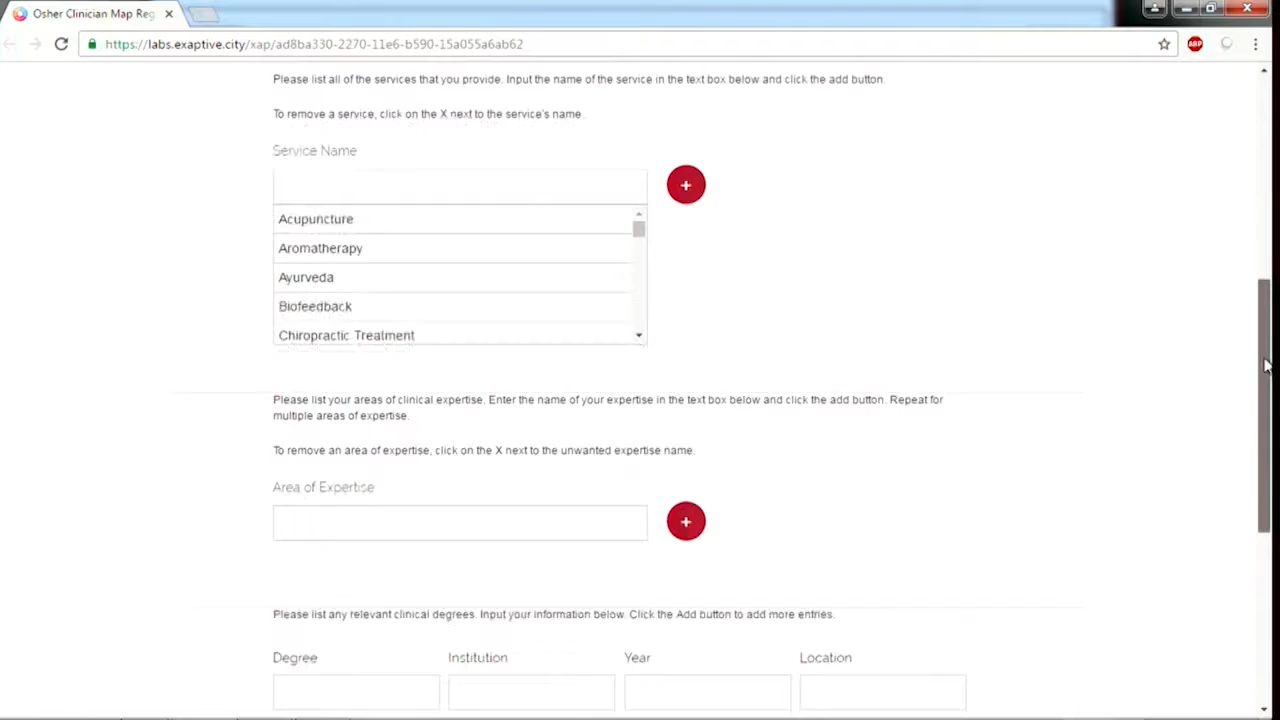 Osher Clinician Map Reg
https://labs.exaptive.city/xap/ad8ba330-2270-11e6-b590-15a055a6ab62
ABP
Please list all of the services that you provide. Input the name of the service in the text box below and click the add button.
To remove a service, click on the X next to the service's name.
Service Name
+
Acupuncture
Aromatherapy
Ayurveda
Biofeedback
Chiropractic Treatment
Please list your areas of clinical expertise. Enter the name of your expertise in the text box below and click the add button. Repeat for
multiple areas of expertise.
To remove an area of expertise, click on the X next to the unwanted expertise name.
Area of Expertise
+
Please list any relevant clinical degrees. Input your information below. Click the Add button to add more entries.
Degree Institution Year Location